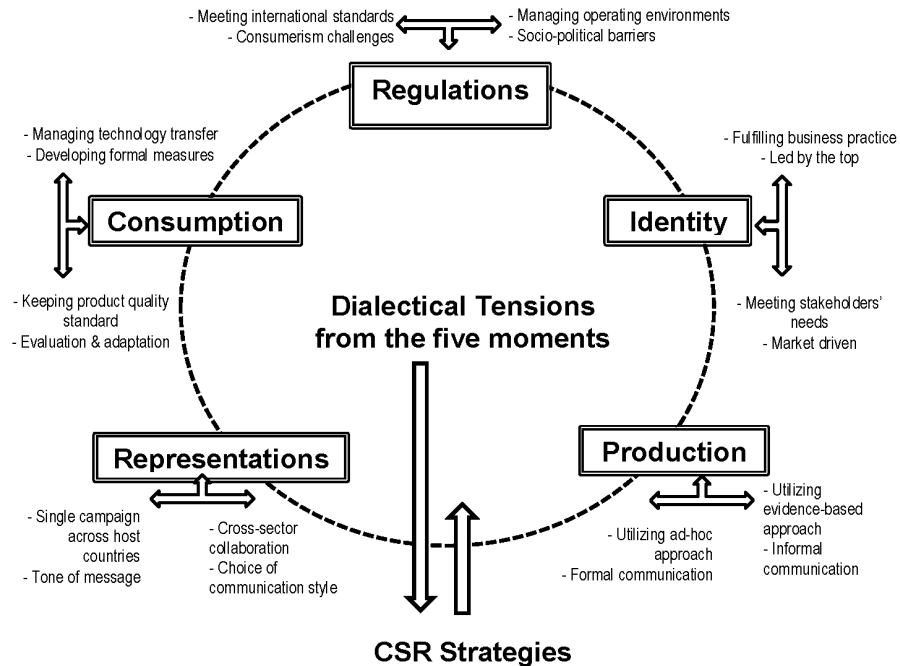 - Meeting international standards
- Consumerism challenges
- Managing operating environments
- Socio-political barriers
Regulations
- Managing technology transfer
- Developing formal measures
- Fulfilling business practice
- Led by the top
Consumption
Identity
- Keeping product quality
standard
- Evaluation & adaptation
Dialectical Tensions
from the five moments
- Meeting stakeholders'
needs
- Market driven
Representations
Production
- Single campaign
across host
countries
- Tone of message
- Cross-sector
collaboration
- Choice of
communication style
- Utilizing ad-hoc
approach
- Formal communication
- Utilizing
evidence-based
approach
- Informal
communication
CSR Strategies